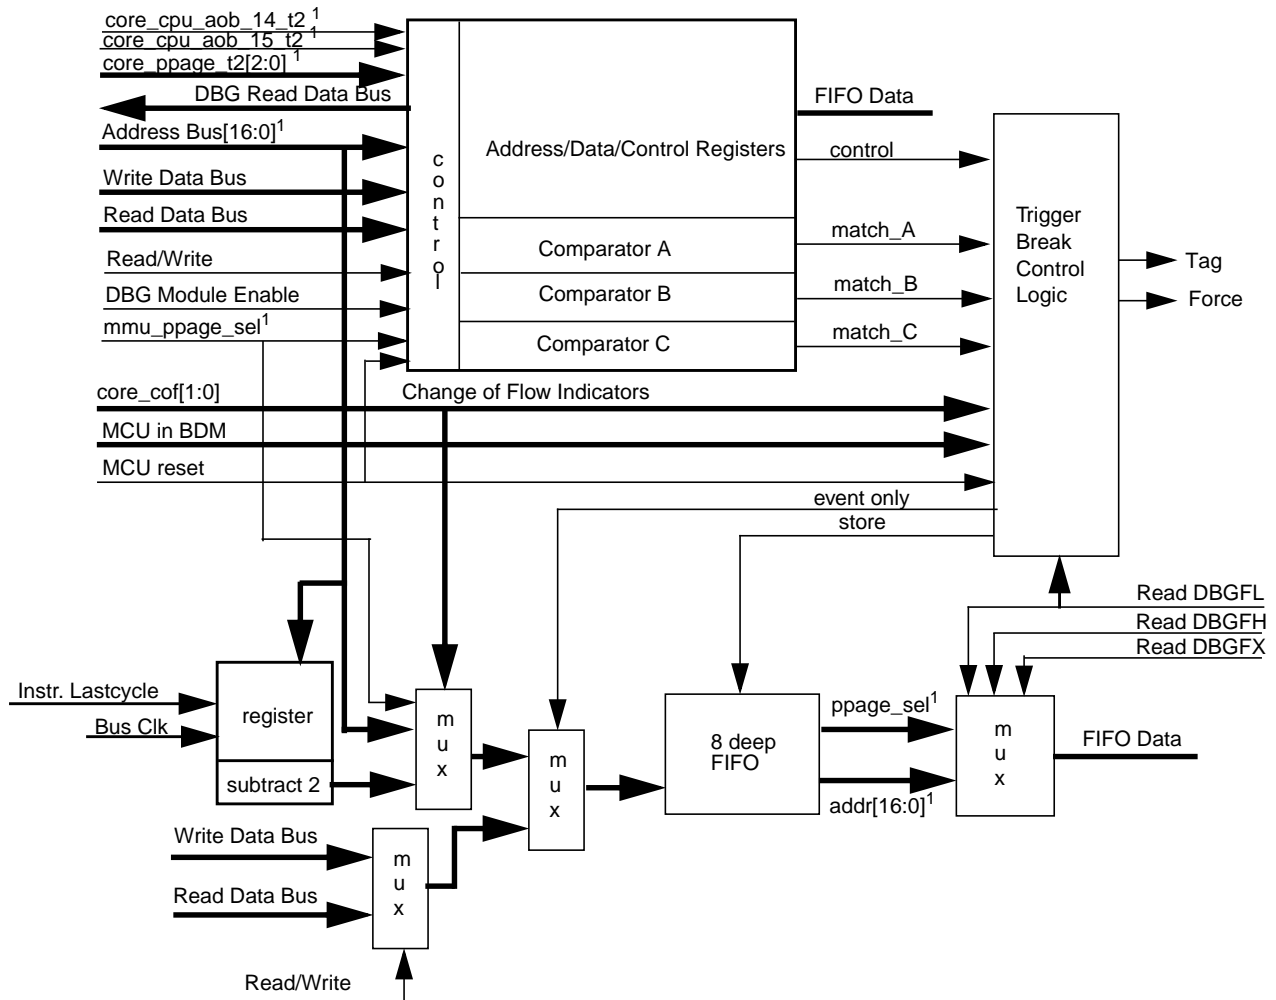 core_cpu_aob_14_t2 1
core_cpu_aob_15_t2 1
core_ppage_t2[2:0] 1
DBG Read Data Bus
Address Bus[16:0]1
Write Data Bus
Read Data Bus
Read/Write
DBG Module Enable
mmu_ppage_sel1
control
Address/Data/Control Registers
Comparator A
Comparator B
Comparator C
FIFO Data
control
match_A
match_B
match_C
Trigger
Break
Control
Logic
Tag
Force
core_cof[1:0]
Change of Flow Indicators
MCU in BDM
MCU reset
event only
store
Read DBGFL
Read DBGFH
Read DBGFX
Instr. Lastcycle
Bus Clk
register
subtract 2
mux
mux
8 deep
FIFO
ppage_sel1
addr[16:0]1
mux
FIFO Data
Write Data Bus
Read Data Bus
mux
Read/Write